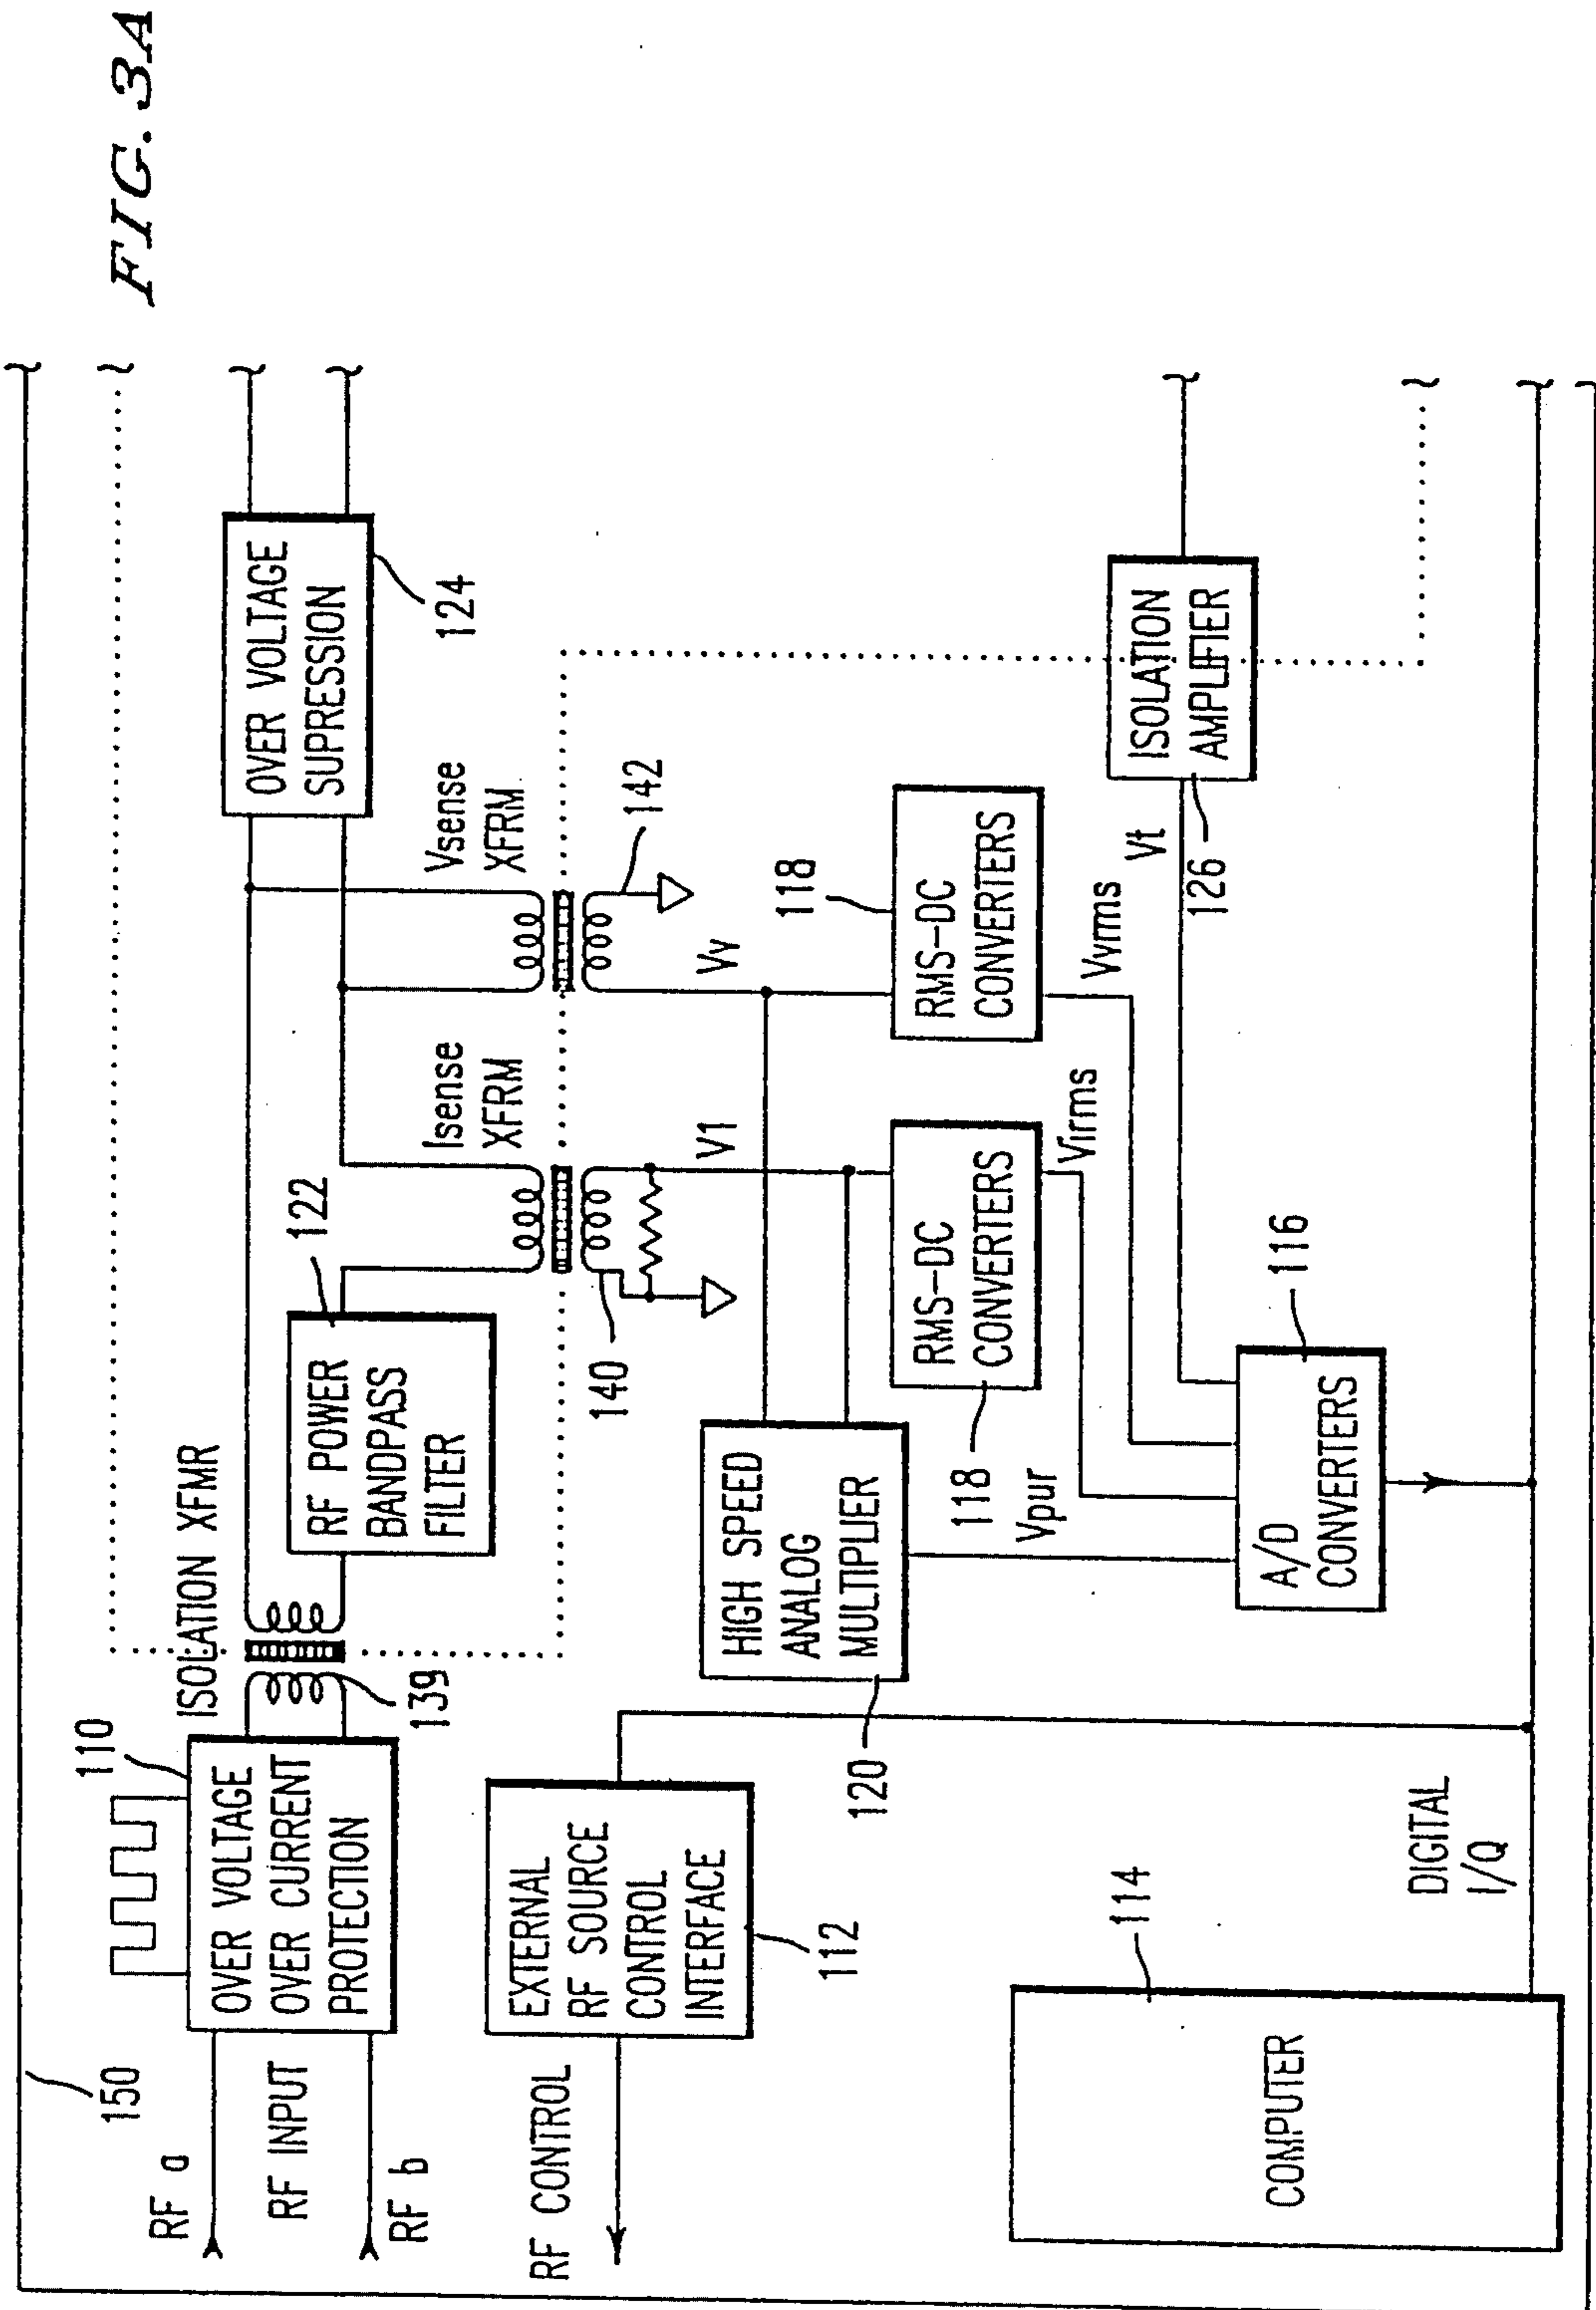 FIG. 3A
150
RF a
RF INPUT
RF b
110
OVER VOLTAGE
OVER CURRENT
PROTECTION
ISOLATION XFMR
139
122
RF POWER
BANDPASS
FILTER
Isense
XFRM
Vsense
XFRM
OVER VOLTAGE
SUPRESSION
124
140
V1
Vv
142
RF CONTROL
EXTERNAL
RF SOURCE
CONTROL
INTERFACE
112
HIGH SPEED
ANALOG
MULTIPLIER
120
118
RMS-DC
CONVERTERS
118
RMS-DC
CONVERTERS
Vpur
Virms
Vvrms
Vt
ISOLATION
AMPLIFIER
126
116
A/D
CONVERTERS
114
COMPUTER
DIGITAL
I/Q